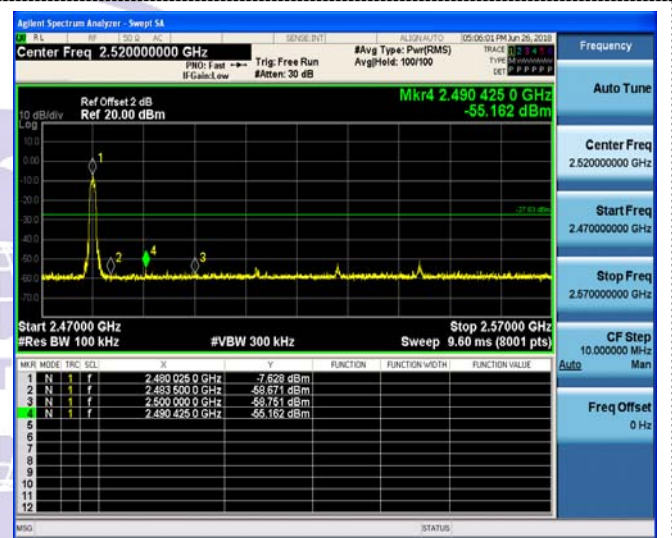 Agilent Spectrum Analyzer - Swept SA
RL RF 50 Ω AC SENSE:INT ALIGN AUTO 05:06:01 PM Jun 26, 2018
Center Freq 2.520000000 GHz
PNO: Fast
IFGain:Low
Trig: Free Run
#Atten: 30 dB
#Avg Type: Pwr(RMS)
Avg|Hold: 100/100
TRACE 1 2 3 4 5 6
TYPE M
DET P P P P P P
Frequency
Mkr4 2.490 425 0 GHz
-55.162 dBm
Ref Offset 2 dB
10 dB/div Ref 20.00 dBm
Log
10.0
0.00
-10.0
-20.0
-30.0
-40.0
-50.0
-60.0
-70.0
1
2
4
3
-27.63 dBm
Start 2.47000 GHz Stop 2.57000 GHz
#Res BW 100 kHz #VBW 300 kHz Sweep 9.60 ms (8001 pts)
MKR MODE TRC SCL X Y FUNCTION FUNCTION WIDTH FUNCTION VALUE
1 N 1 f 2.480 025 0 GHz -7.628 dBm
2 N 1 f 2.483 500 0 GHz -58.671 dBm
3 N 1 f 2.500 000 0 GHz -58.751 dBm
4 N 1 f 2.490 425 0 GHz -55.162 dBm
5
6
7
8
9
10
11
12
MSG STATUS
Auto Tune
Center Freq
2.520000000 GHz
Start Freq
2.470000000 GHz
Stop Freq
2.570000000 GHz
CF Step
10.000000 MHz
Auto Man
Freq Offset
0 Hz